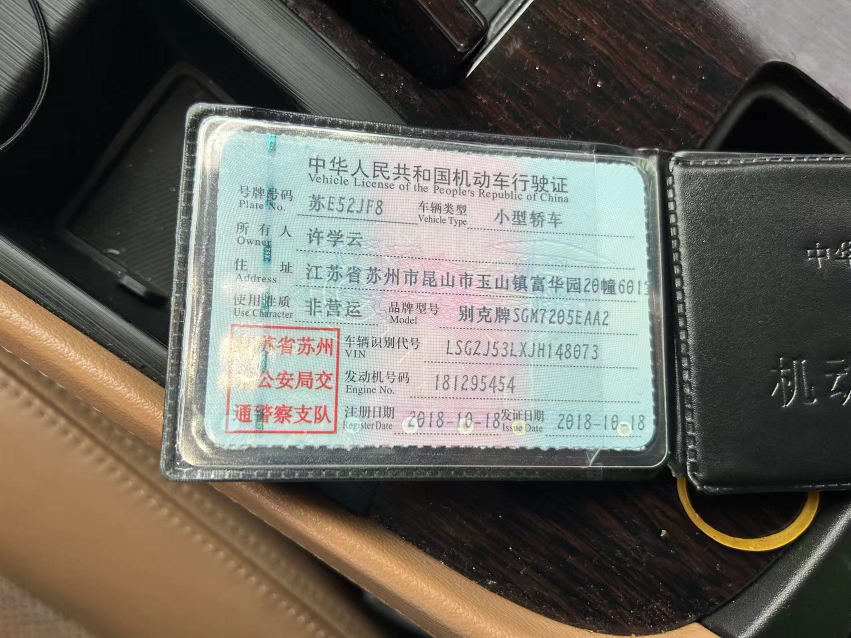 中华人民共和国机动车行驶证
Vehicle License of the People's Republic of China
号牌号码 苏E52JF8 车辆类型 小型轿车
Plate No. Vehicle Type
所有人 许学云
Owner
住址 江苏省苏州市昆山市玉山镇富华园20幢601
Address
使用性质 非营运 品牌型号 别克牌SGM7205EAA2
Use Character Model
江苏省苏州 车辆识别代号 LSGZJ53LXJH148073
VIN
公安局交 发动机号码 181295454
Engine No.
通警察支队 注册日期 2018-10-18 发证日期 2018-10-18
Register Date Issue Date
中华
机动